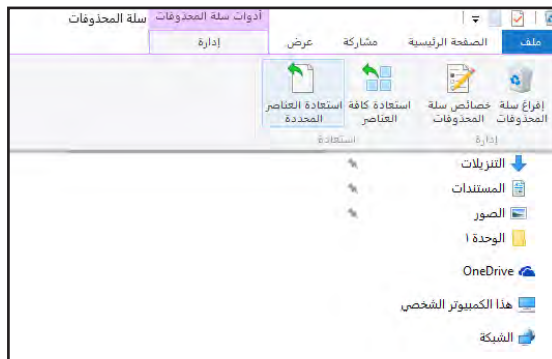 أدوات سلة المحذوفات سلة المحذوفات
ملف الصفحة الرئيسية مشاركة عرض إدارة
إفراغ سلة المحذوفات
خصائص سلة المحذوفات
استعادة كافة العناصر
استعادة العناصر المحددة
إدارة استعادة
التنزيلات
المستندات
الصور
الوحدة ١
OneDrive
هذا الكمبيوتر الشخصي
الشبكة